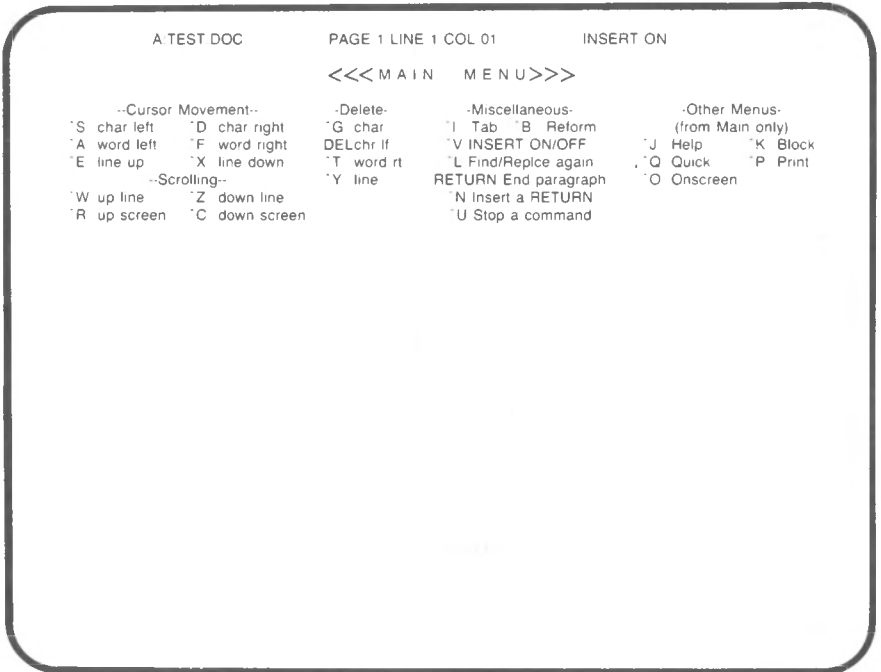 A:TEST DOC PAGE 1 LINE 1 COL 01 INSERT ON
<<<MAIN MENU>>>
--Cursor Movement-- -Delete- -Miscellaneous- -Other Menus-
^S char left ^D char right ^G char ^I Tab ^B Reform (from Main only)
^A word left ^F word right DELchr lf ^V INSERT ON/OFF ^J Help ^K Block
^E line up ^X line down ^T word rt ^L Find/Replce again ^Q Quick ^P Print
--Scrolling-- ^Y line RETURN End paragraph ^O Onscreen
^W up line ^Z down line ^N Insert a RETURN
^R up screen ^C down screen ^U Stop a command